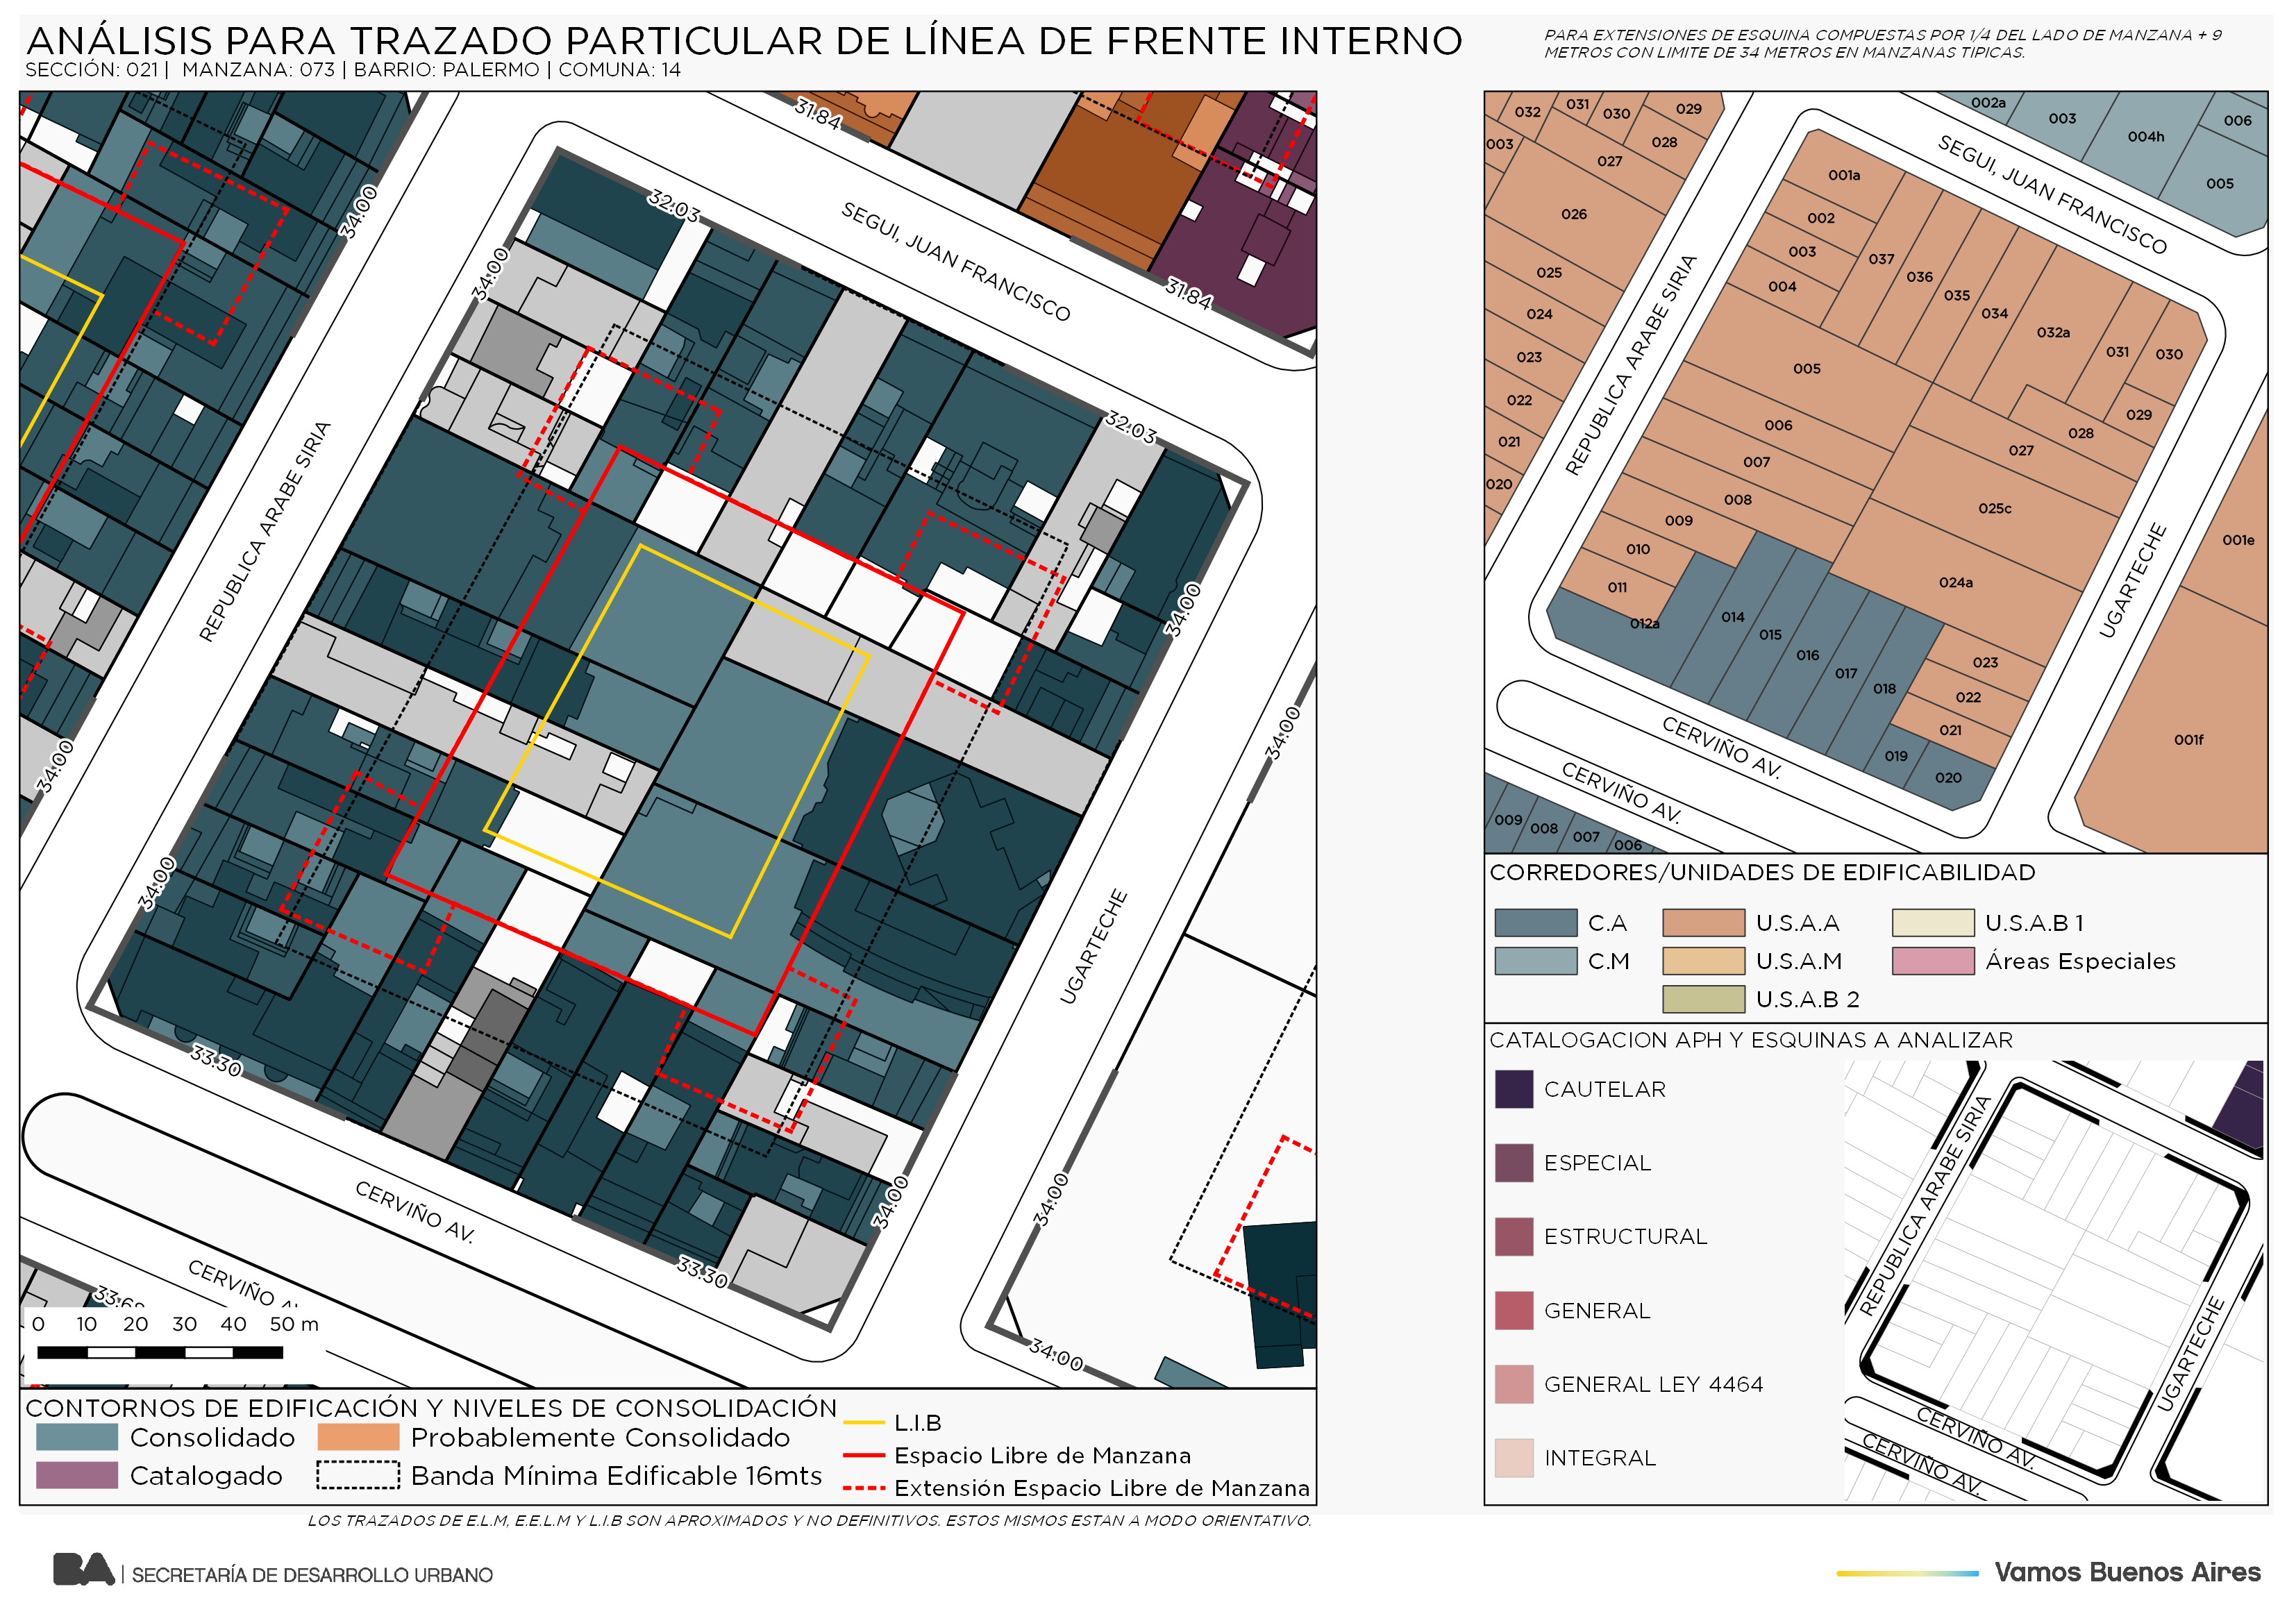 ANÁLISIS PARA TRAZADO PARTICULAR DE LÍNEA DE FRENTE INTERNO
SECCIÓN: 021 | MANZANA: 073 | BARRIO: PALERMO | COMUNA: 14
PARA EXTENSIONES DE ESQUINA COMPUESTAS POR 1/4 DEL LADO DE MANZANA + 9
METROS CON LIMITE DE 34 METROS EN MANZANAS TIPICAS.
31.84
34.00
32.03
SEGUI, JUAN FRANCISCO
31.84
34.00
32.03
REPUBLICA ARABE SIRIA
34.00
34.00
34.00
34.00
UGARTECHE
33.30
CERVIÑO AV.
34.00
34.00
33.30
CERVIÑO
34.00
0 10 20 30 40 50 m
CONTORNOS DE EDIFICACIÓN Y NIVELES DE CONSOLIDACIÓN
Consolidado
Probablemente Consolidado
Catalogado
Banda Mínima Edificable 16mts
L.I.B
Espacio Libre de Manzana
Extensión Espacio Libre de Manzana
LOS TRAZADOS DE E.L.M, E.E.L.M Y L.I.B SON APROXIMADOS Y NO DEFINITIVOS. ESTOS MISMOS ESTAN A MODO ORIENTATIVO.
032
031
030
029
028
003
027
026
025
024
023
022
021
020
002a
003
004h
006
005
SEGUI, JUAN FRANCISCO
REPUBLICA ARABE SIRIA
001a
002
003
004
037
036
035
034
032a
031
030
029
028
027
005
006
007
008
009
010
011
012a
025c
024a
014
015
016
017
018
019
020
023
022
021
001e
001f
UGARTECHE
CERVIÑO AV.
CERVIÑO AV.
009
008
007
006
CORREDORES/UNIDADES DE EDIFICABILIDAD
C.A
U.S.A.A
U.S.A.B 1
C.M
U.S.A.M
Áreas Especiales
U.S.A.B 2
CATALOGACION APH Y ESQUINAS A ANALIZAR
CAUTELAR
ESPECIAL
ESTRUCTURAL
GENERAL
GENERAL LEY 4464
INTEGRAL
REPUBLICA ARABE SIRIA
UGARTECHE
CERVIÑO AV.
CERVIÑO AV.
BA | SECRETARÍA DE DESARROLLO URBANO
Vamos Buenos Aires